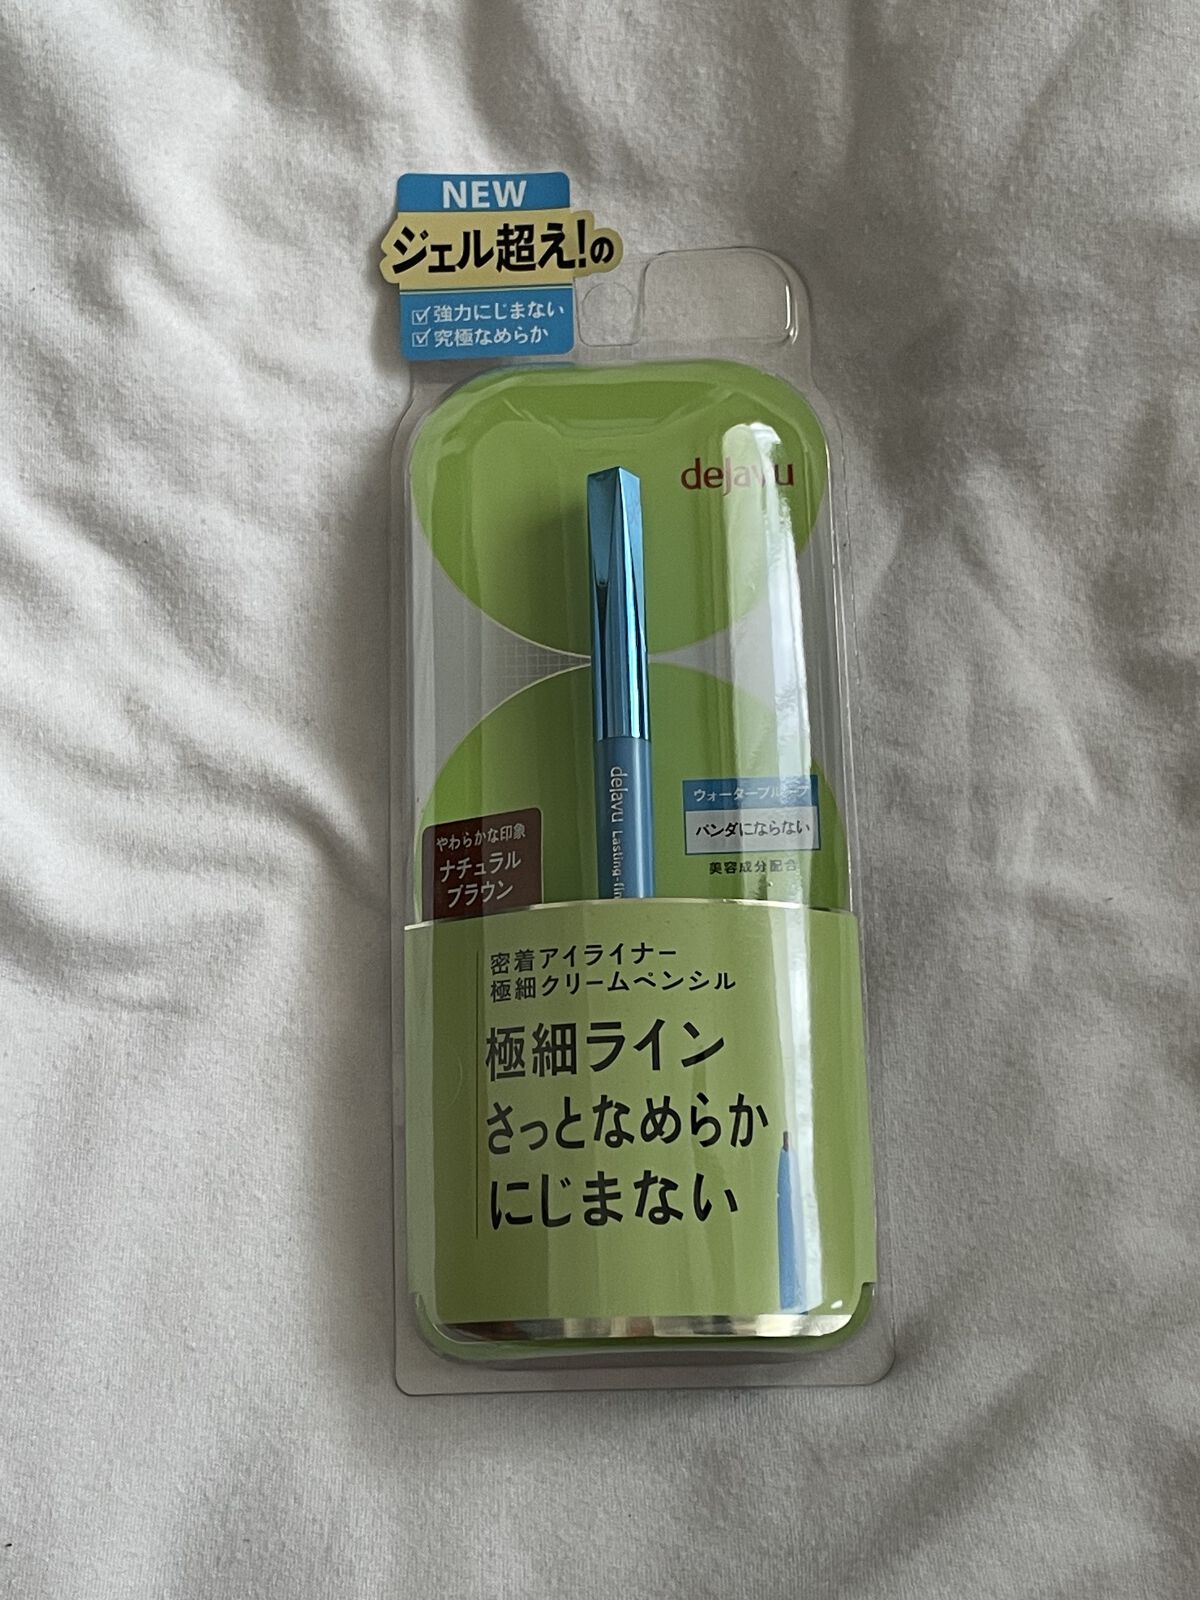 NEW
ジェル超え!の
強力にじまない
究極なめらか
deJavu
deJavu Lasting-fin
ウォータープルーフ
パンダにならない
美容成分配合
やわらかな印象
ナチュラル
ブラウン
密着アイライナー
極細クリームペンシル
極細ライン
さっとなめらか
にじまない